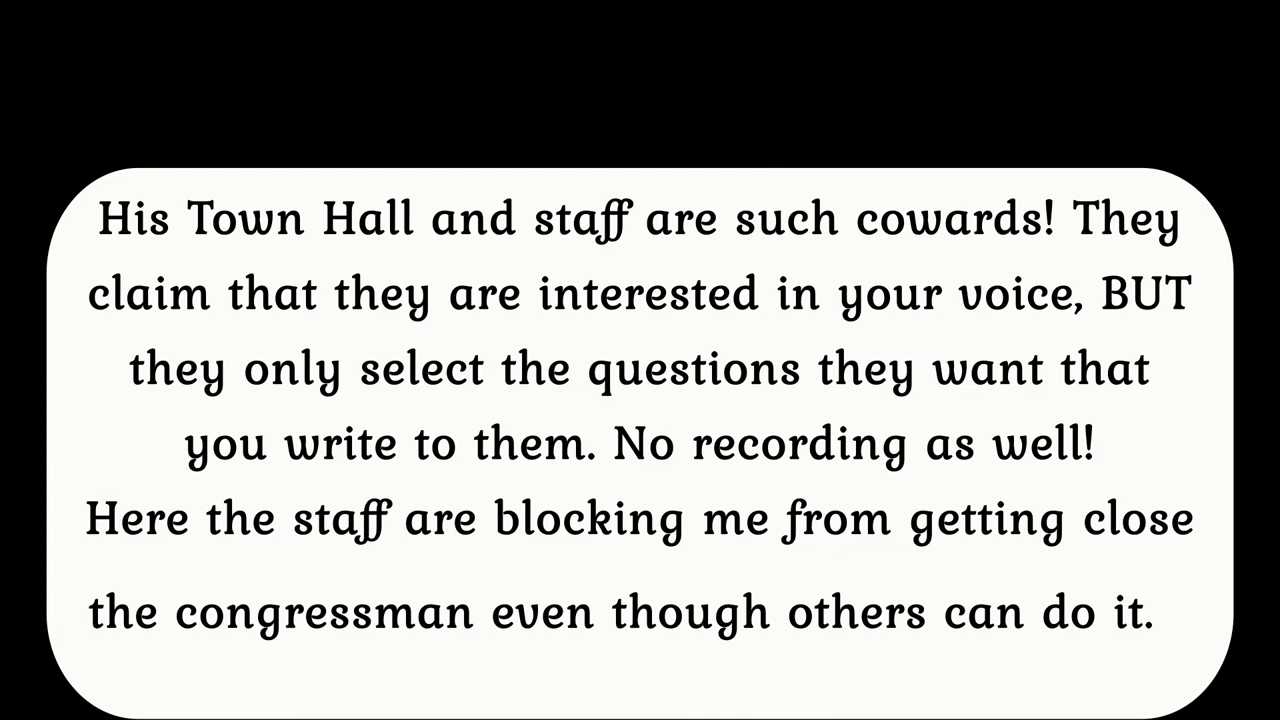 His Town Hall and staff are such cowards! They
claim that they are interested in your voice, BUT
they only select the questions they want that
you write to them. No recording as well!
Here the staff are blocking me from getting close
the congressman even though others can do it.